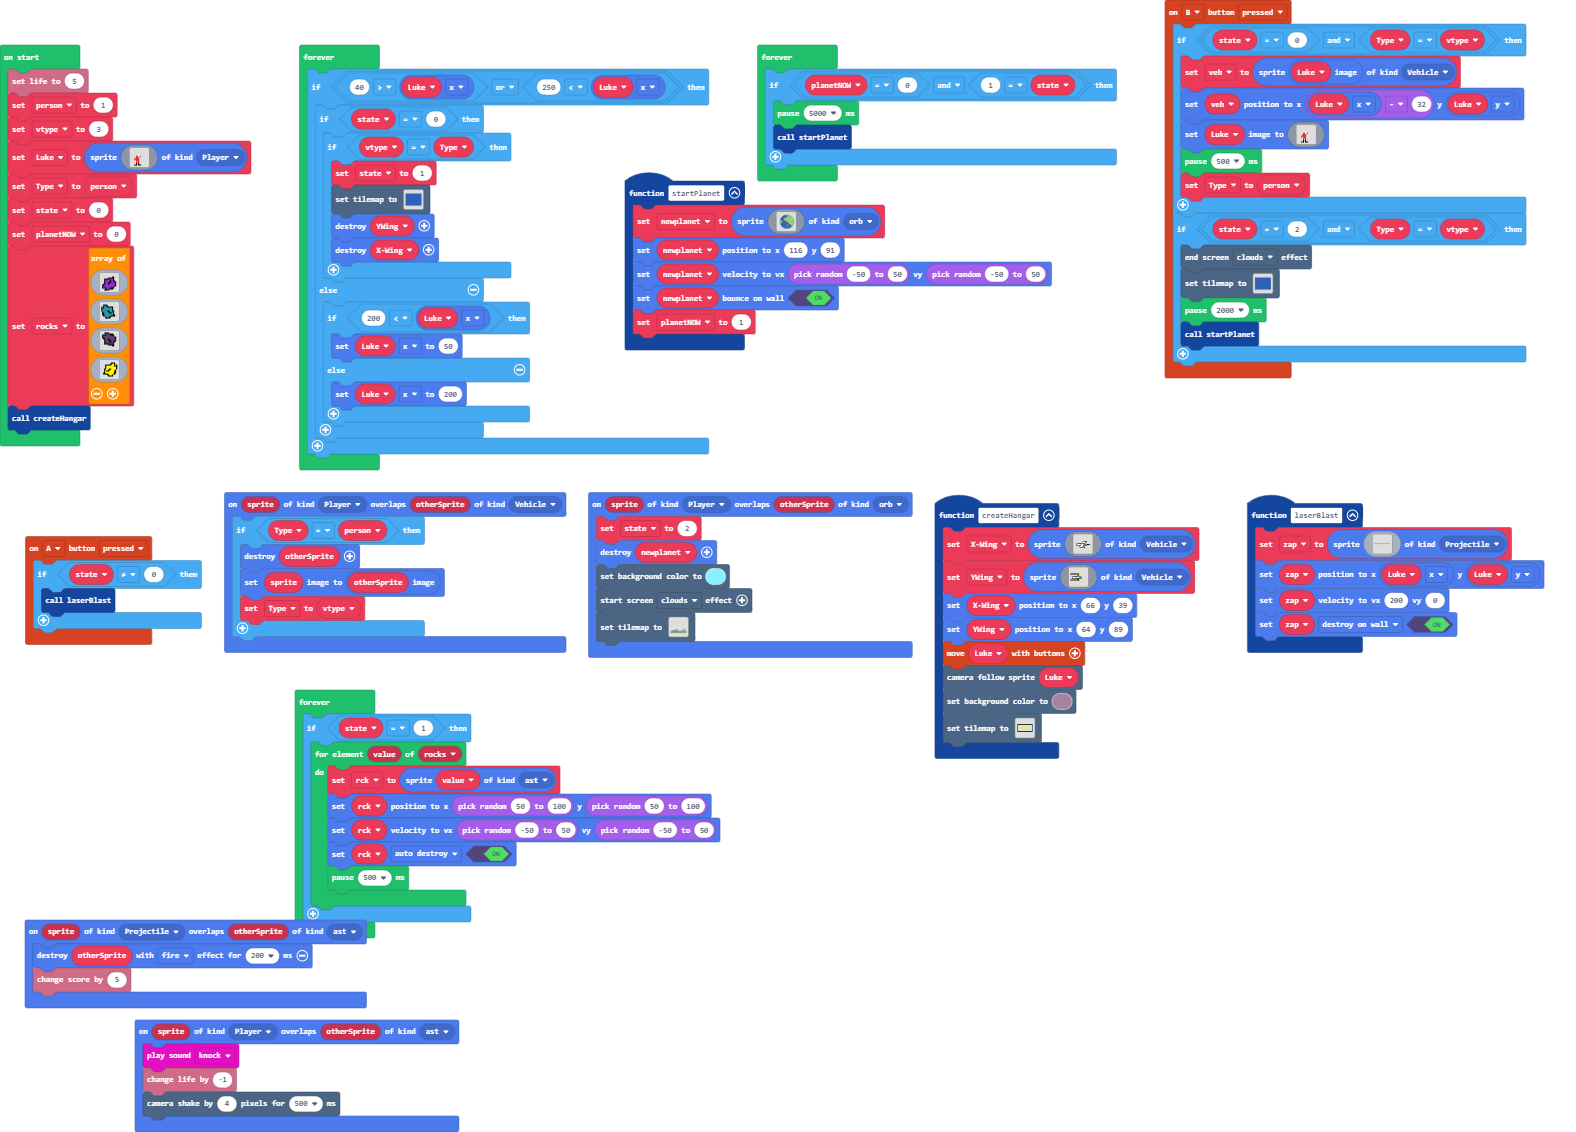 on start
set life to 5
set person to 1
set vtype to 3
set Luke to sprite of kind Player
set Type to person
set state to 0
set planetNOW to 0
array of
set rocks to
call createHangar
forever
if 40 > Luke x or 250 < Luke x then
if state = 0 then
if vtype = Type then
set state to 1
set tilemap to
destroy YWing
destroy X-Wing
else
if 200 < Luke x then
set Luke x to 50
else
set Luke x to 200
forever
if planetNOW = 0 and 1 = state then
pause 5000 ms
call startPlanet
function startPlanet
set newplanet to sprite of kind orb
set newplanet position to x 116 y 91
set newplanet velocity to vx pick random -50 to 50 vy pick random -50 to 50
set newplanet bounce on wall ON
set planetNOW to 1
on B button pressed
if state = 0 and Type = vtype then
set veh to sprite Luke image of kind Vehicle
set veh position to x Luke x - 32 y Luke y
set Luke image to
pause 500 ms
set Type to person
if state = 2 and Type = vtype then
end screen clouds effect
set tilemap to
pause 2000 ms
call startPlanet
on A button pressed
if state ≠ 0 then
call laserBlast
on sprite of kind Player overlaps otherSprite of kind Vehicle
if Type = person then
destroy otherSprite
set sprite image to otherSprite image
set Type to vtype
on sprite of kind Player overlaps otherSprite of kind orb
set state to 2
destroy newplanet
set background color to
start screen clouds effect
set tilemap to
function createHangar
set X-Wing to sprite of kind Vehicle
set YWing to sprite of kind Vehicle
set X-Wing position to x 66 y 39
set YWing position to x 64 y 89
move Luke with buttons
camera follow sprite Luke
set background color to
set tilemap to
function laserBlast
set zap to sprite of kind Projectile
set zap position to x Luke x y Luke y
set zap velocity to vx 200 vy 0
set zap destroy on wall ON
forever
if state = 1 then
for element value of rocks
do
set rck to sprite value of kind ast
set rck position to x pick random 50 to 100 y pick random 50 to 100
set rck velocity to vx pick random -50 to 50 vy pick random -50 to 50
set rck auto destroy ON
pause 500 ms
on sprite of kind Projectile overlaps otherSprite of kind ast
destroy otherSprite with fire effect for 200 ms
change score by 5
on sprite of kind Player overlaps otherSprite of kind ast
play sound knock
change life by -1
camera shake by 4 pixels for 500 ms